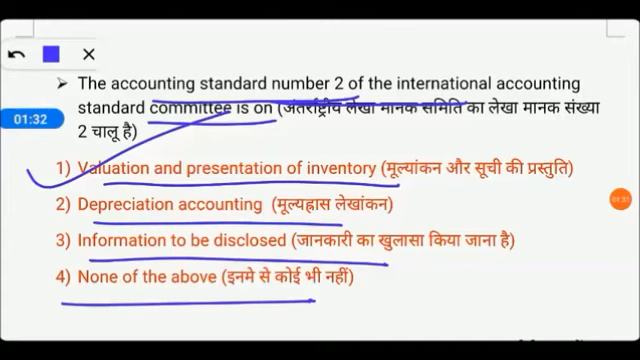 The accounting standard number 2 of the international accounting
standard committee is on (अंतर्राष्ट्रीय लेखा मानक समिति का लेखा मानक संख्या
2 चालू है)
01:32
1) Valuation and presentation of inventory (मूल्यांकन और सूची की प्रस्तुति)
2) Depreciation accounting (मूल्यह्रास लेखांकन)
3) Information to be disclosed (जानकारी का खुलासा किया जाना है)
4) None of the above (इनमे से कोई भी नहीं)